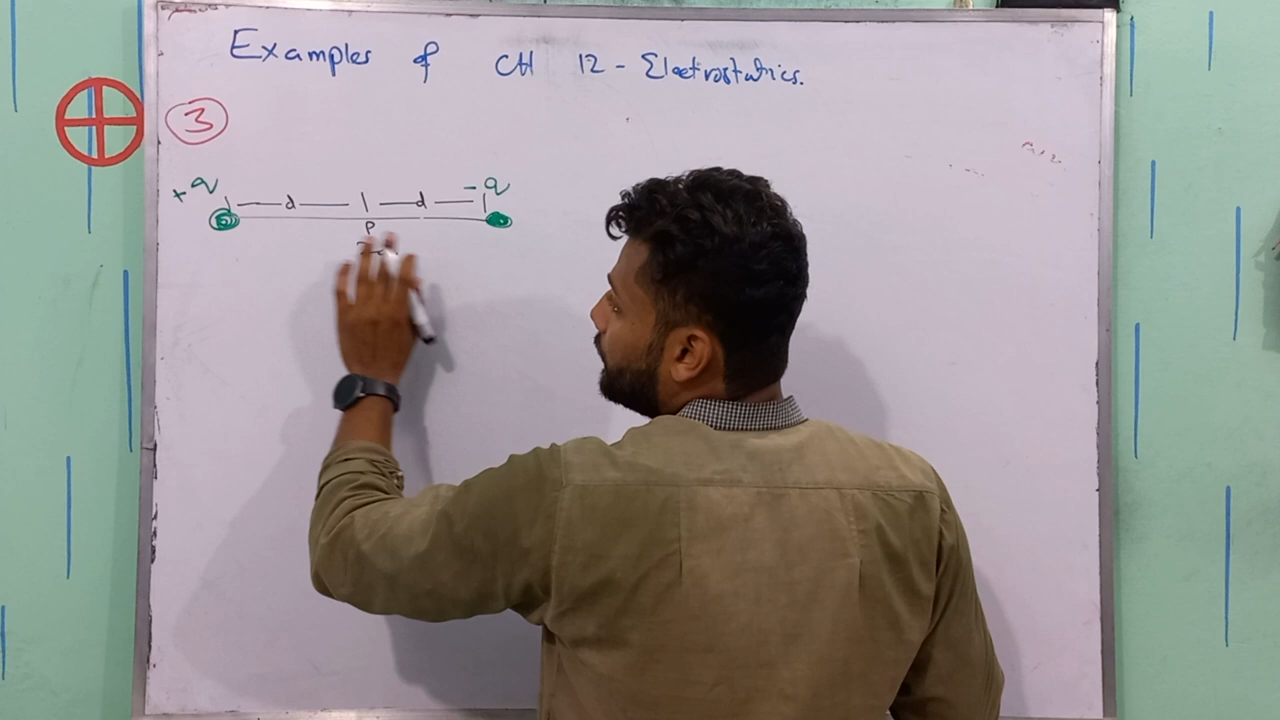 Examples of CH 12 - Electrostatics.
3
+q -q
d d
P